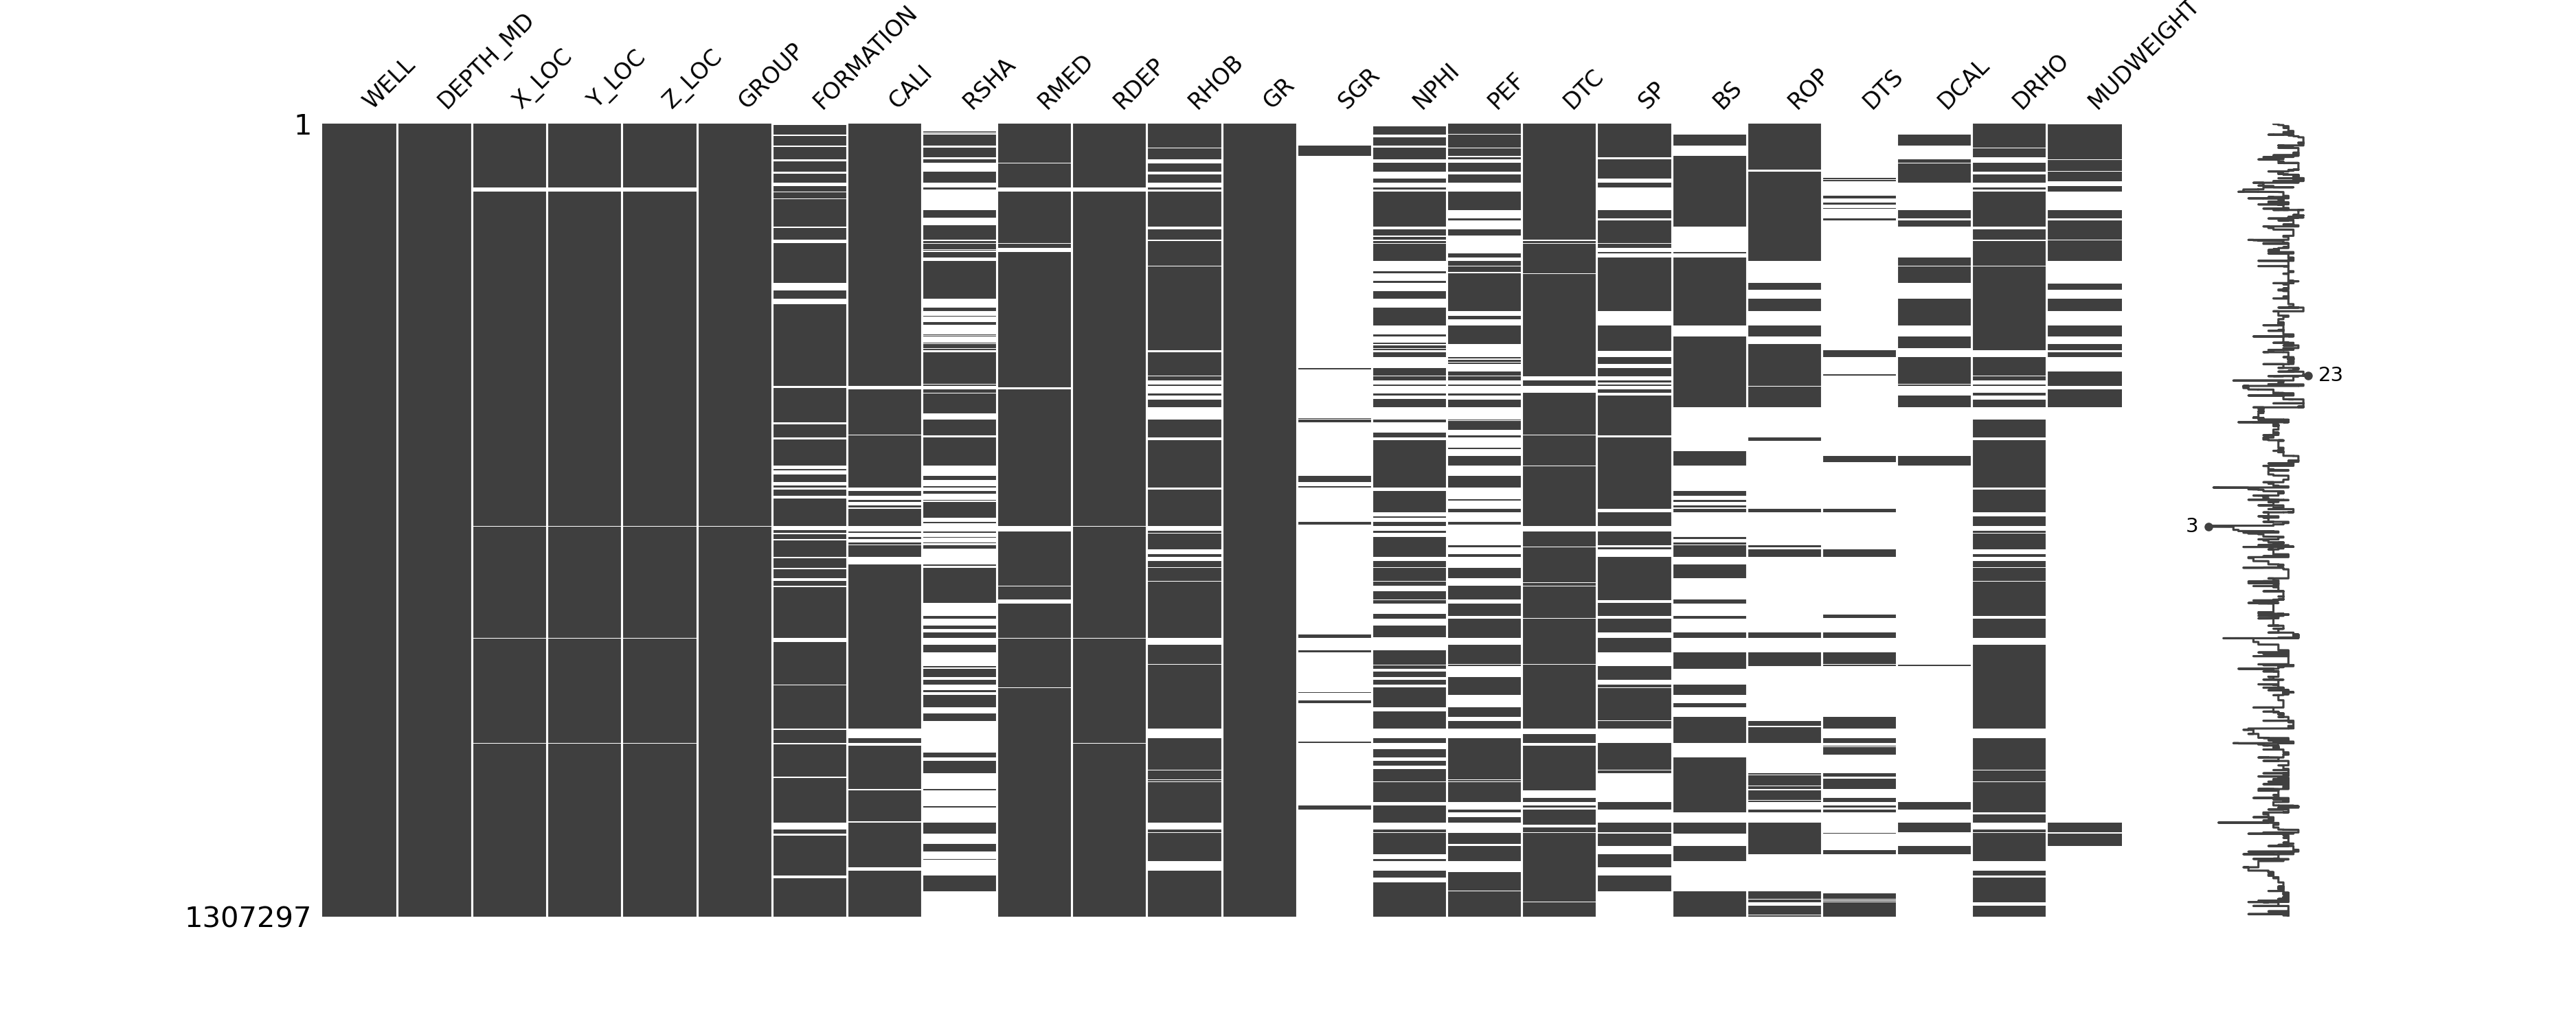 WELL
DEPTH_MD
X_LOC
Y_LOC
Z_LOC
GROUP
FORMATION
CALI
RSHA
RMED
RDEP
RHOB
GR
SGR
NPHI
PEF
DTC
SP
BS
ROP
DTS
DCAL
DRHO
MUDWEIGHT
1
23
3
1307297